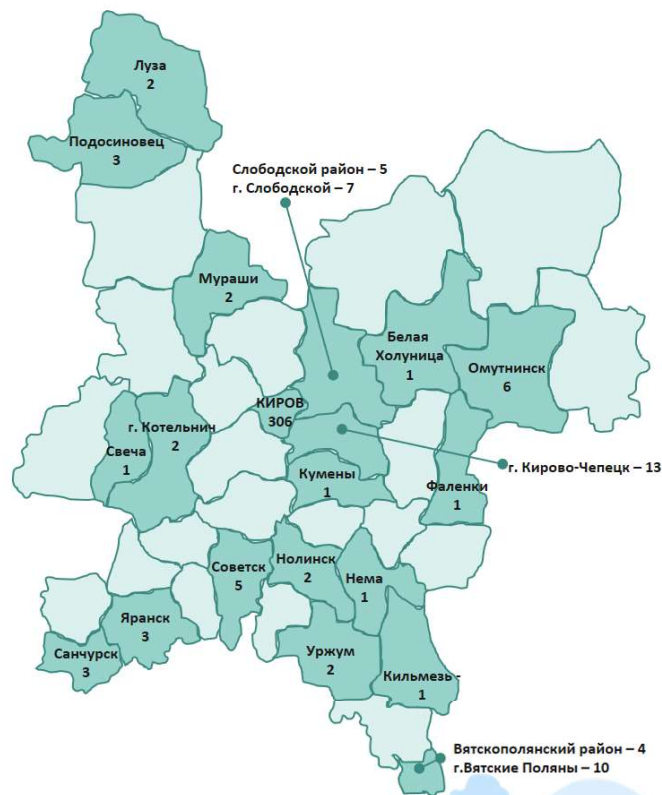 Луза
2
Подосиновец
3
Слободской район – 5
г. Слободской – 7
Мураши
2
Белая
Холуница
1
Омутнинск
6
КИРОВ
306
г. Котельнич
2
Свеча
1
г. Кирово-Чепецк – 13
Кумены
1
Фаленки
1
Советск
5
Нолинск
2
Нема
1
Яранск
3
Санчурск
3
Уржум
2
Кильмезь -
1
Вятскополянский район – 4
г.Вятские Поляны – 10